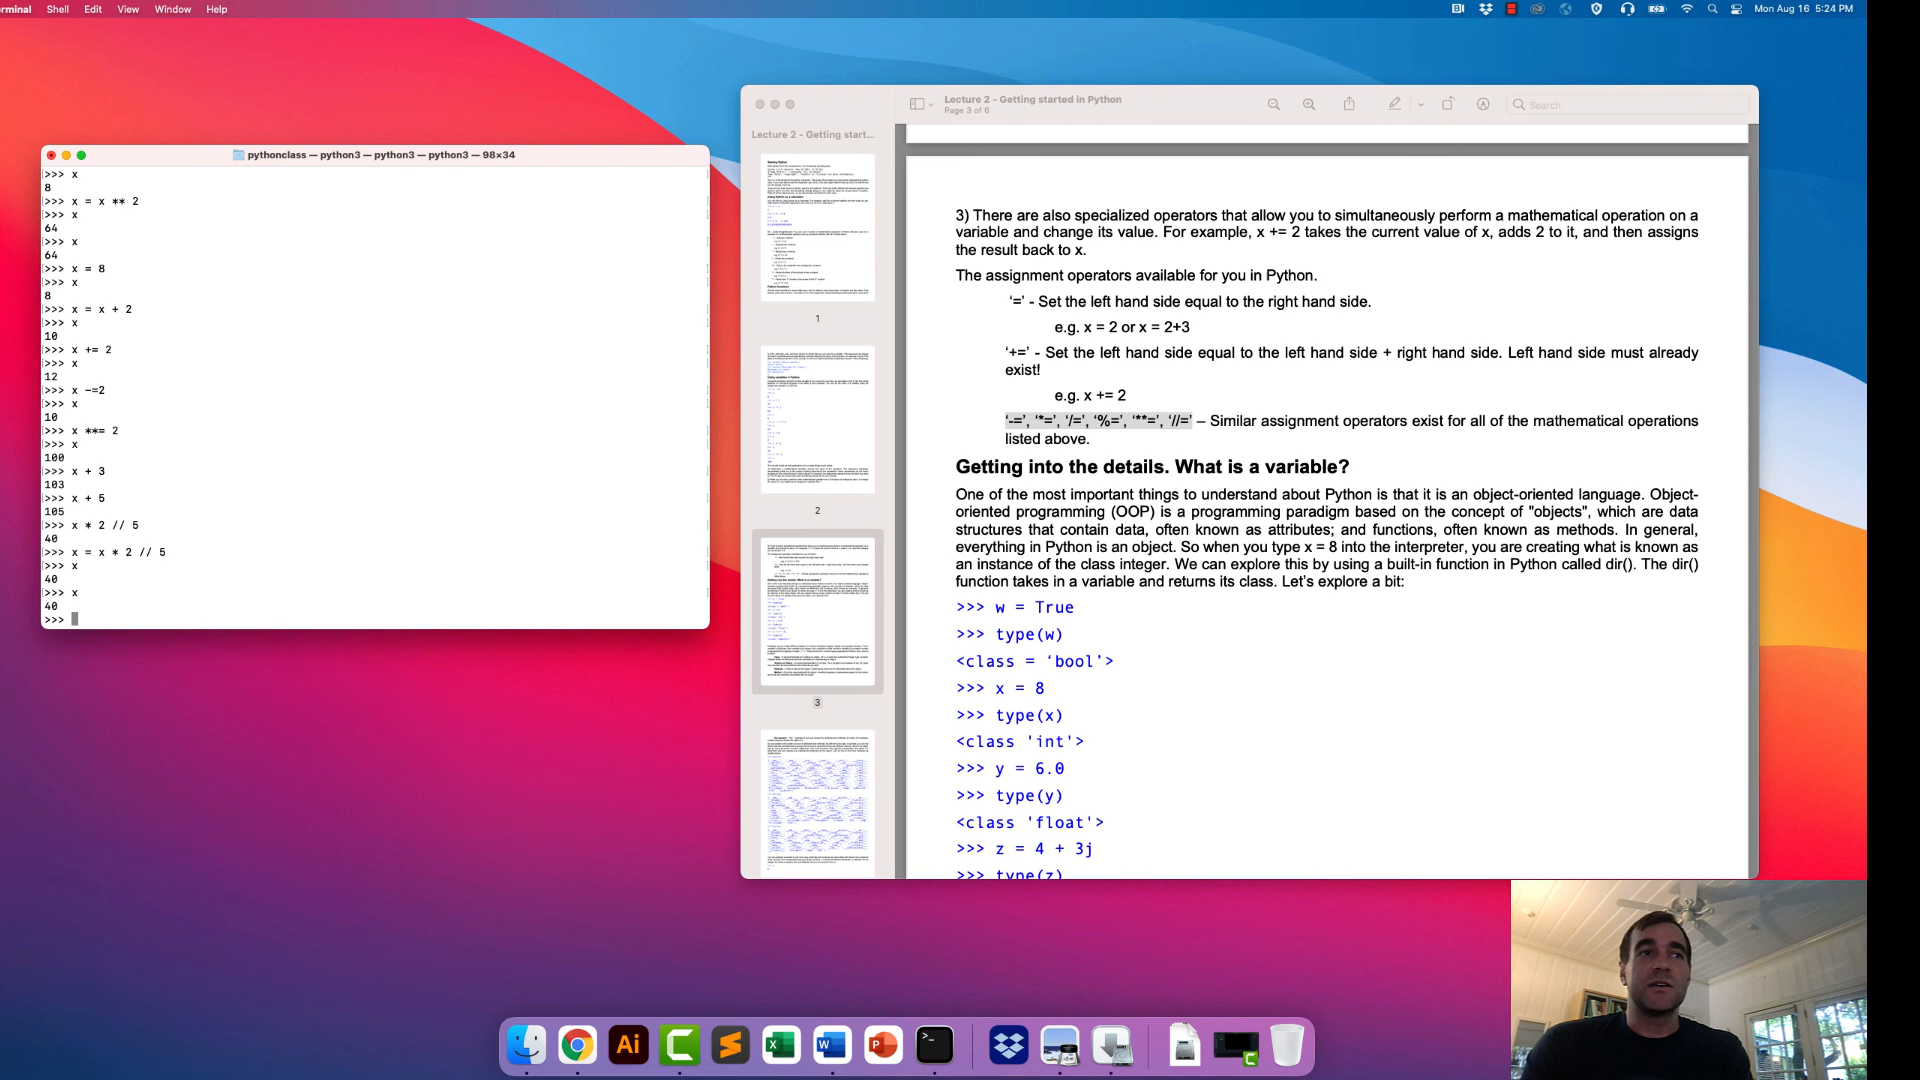 rminal Shell Edit View Window Help
Mon Aug 16 5:24 PM
pythonclass — python3 — python3 — python3 — 98×34
>>> x
8
>>> x = x ** 2
>>> x
64
>>> x
64
>>> x = 8
>>> x
8
>>> x = x + 2
>>> x
10
>>> x += 2
>>> x
12
>>> x -=2
>>> x
10
>>> x **= 2
>>> x
100
>>> x + 3
103
>>> x + 5
105
>>> x * 2 // 5
40
>>> x = x * 2 // 5
>>> x
40
>>> x
40
>>>
Lecture 2 - Getting started in Python
Page 3 of 6
Search
Lecture 2 - Getting start...
1
2
3
3) There are also specialized operators that allow you to simultaneously perform a mathematical operation on a
variable and change its value. For example, x += 2 takes the current value of x, adds 2 to it, and then assigns
the result back to x.
The assignment operators available for you in Python.
‘=’ - Set the left hand side equal to the right hand side.
e.g. x = 2 or x = 2+3
‘+=’ - Set the left hand side equal to the left hand side + right hand side. Left hand side must already
exist!
e.g. x += 2
‘-=’, ‘*=’, ‘/=’, ‘%=’, ‘**=’, ‘//=’ – Similar assignment operators exist for all of the mathematical operations
listed above.
Getting into the details. What is a variable?
One of the most important things to understand about Python is that it is an object-oriented language. Object-
oriented programming (OOP) is a programming paradigm based on the concept of "objects", which are data
structures that contain data, often known as attributes; and functions, often known as methods. In general,
everything in Python is an object. So when you type x = 8 into the interpreter, you are creating what is known as
an instance of the class integer. We can explore this by using a built-in function in Python called dir(). The dir()
function takes in a variable and returns its class. Let’s explore a bit:
>>> w = True
>>> type(w)
<class = ‘bool’>
>>> x = 8
>>> type(x)
<class 'int'>
>>> y = 6.0
>>> type(y)
<class 'float'>
>>> z = 4 + 3j
>>> type(z)
Ai
X
W
P
>_